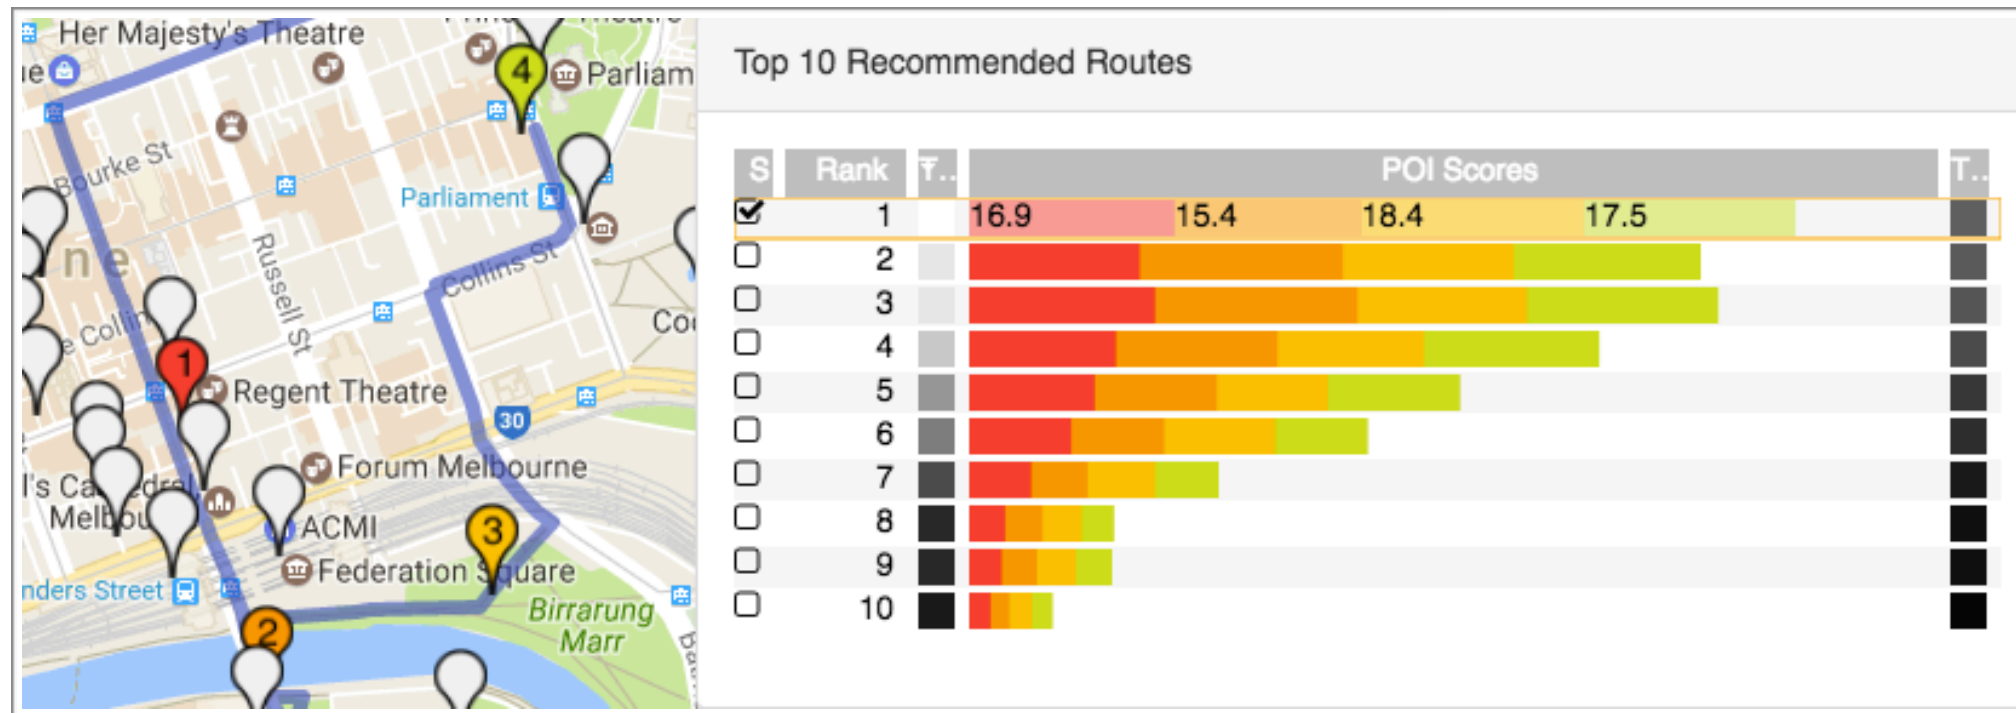 Her Majesty's Theatre
Parliam
4
Bourke St
Parliament
Russell St
Collins St
ne
1
Regent Theatre
30
Forum Melbourne
ACMI
3
Federation Square
nders Street
Birrarung
Marr
2
Top 10 Recommended Routes
S Rank T.. POI Scores T..
1 16.9 15.4 18.4 17.5
2
3
4
5
6
7
8
9
10